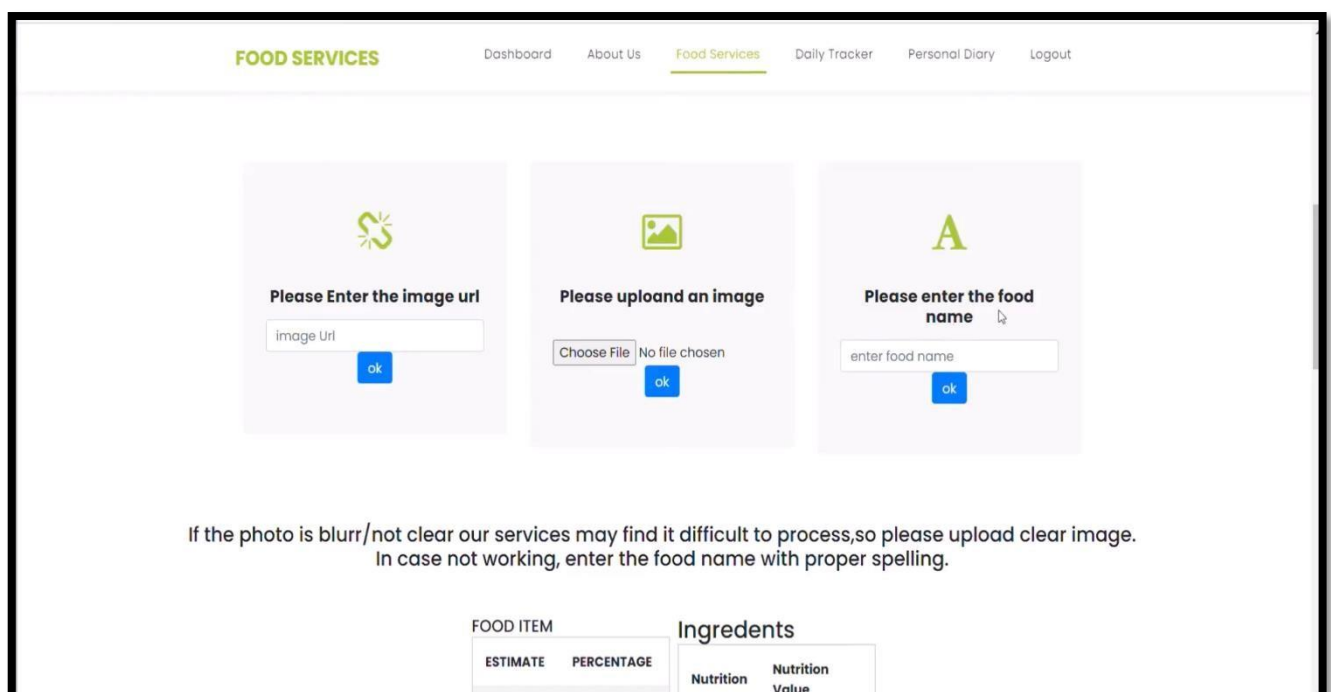 FOOD SERVICES
Dashboard
About Us
Food Services
Daily Tracker
Personal Diary
Logout
Please Enter the image url
image Url
ok
Please uploand an image
Choose File No file chosen
ok
A
Please enter the food
name
enter food name
ok
If the photo is blurr/not clear our services may find it difficult to process,so please upload clear image.
In case not working, enter the food name with proper spelling.
FOOD ITEM
ESTIMATE PERCENTAGE
Ingredents
Nutrition
Nutrition
Value